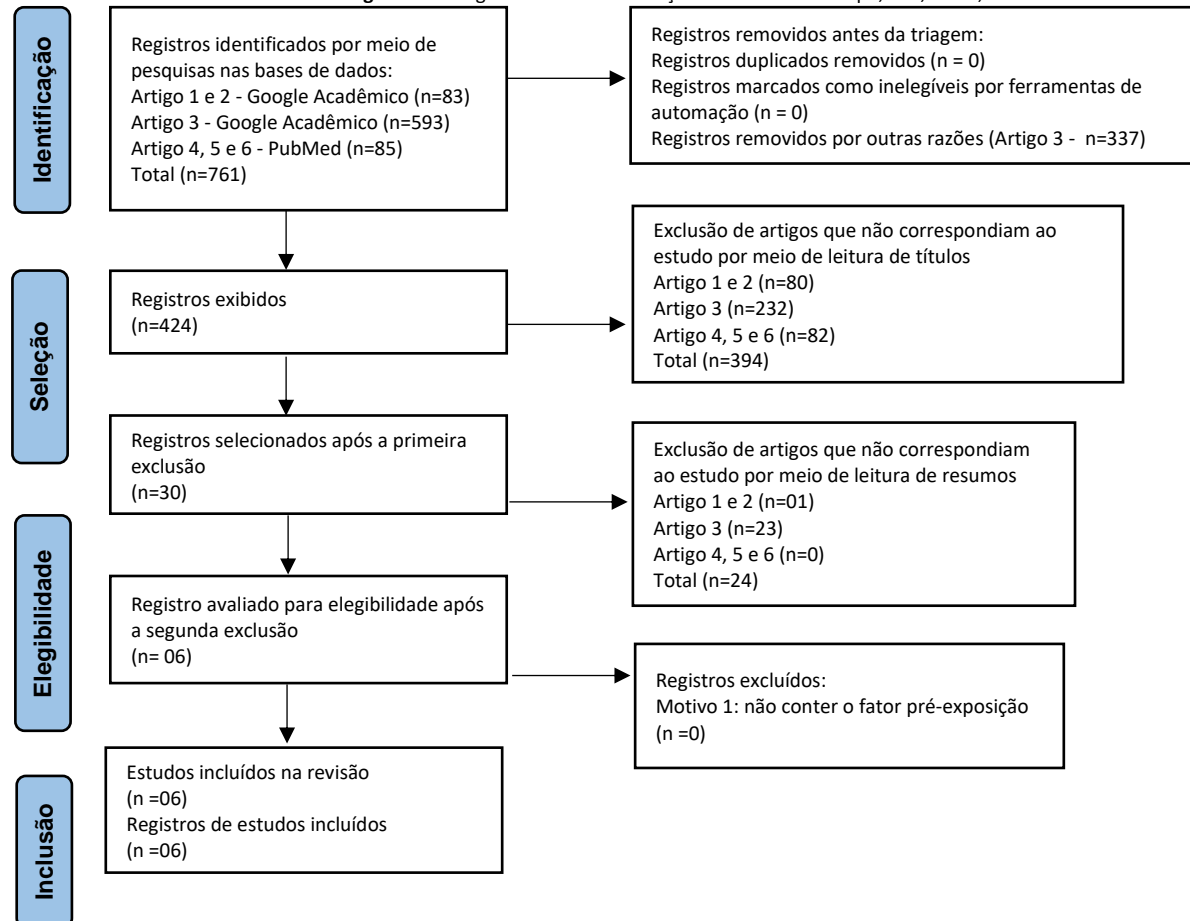 Identificação
Registros identificados por meio de
pesquisas nas bases de dados:
Artigo 1 e 2 - Google Acadêmico (n=83)
Artigo 3 - Google Acadêmico (n=593)
Artigo 4, 5 e 6 - PubMed (n=85)
Total (n=761)
Registros removidos antes da triagem:
Registros duplicados removidos (n = 0)
Registros marcados como inelegíveis por ferramentas de
automação (n = 0)
Registros removidos por outras razões (Artigo 3 - n=337)
Seleção
Registros exibidos
(n=424)
Exclusão de artigos que não correspondiam ao
estudo por meio de leitura de títulos
Artigo 1 e 2 (n=80)
Artigo 3 (n=232)
Artigo 4, 5 e 6 (n=82)
Total (n=394)
Registros selecionados após a primeira
exclusão
(n=30)
Exclusão de artigos que não correspondiam
ao estudo por meio de leitura de resumos
Artigo 1 e 2 (n=01)
Artigo 3 (n=23)
Artigo 4, 5 e 6 (n=0)
Total (n=24)
Elegibilidade
Registro avaliado para elegibilidade após
a segunda exclusão
(n= 06)
Registros excluídos:
Motivo 1: não conter o fator pré-exposição
(n =0)
Inclusão
Estudos incluídos na revisão
(n =06)
Registros de estudos incluídos
(n =06)